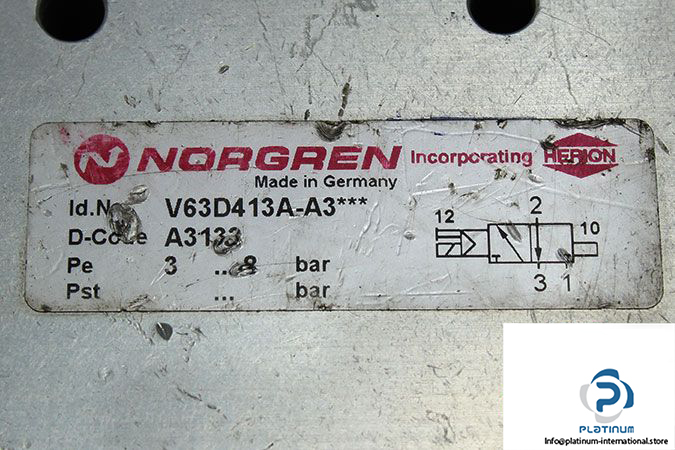 NORGREN Incorporating HERION
Made in Germany
V63D413A-A3***
D-Code A3133
Pe 3 ...8 bar
Pst ... bar
12 2 10
3 1
PLATINUM
Info@platinum-international.store